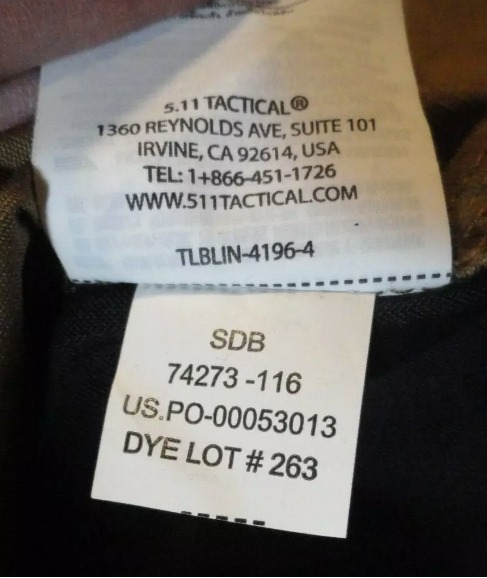 5.11 TACTICAL®
1360 REYNOLDS AVE, SUITE 101
IRVINE, CA 92614, USA
TEL: 1+866-451-1726
WWW.511TACTICAL.COM
TLBLIN-4196-4
SDB
74273 -116
US.PO-00053013
DYE LOT # 263